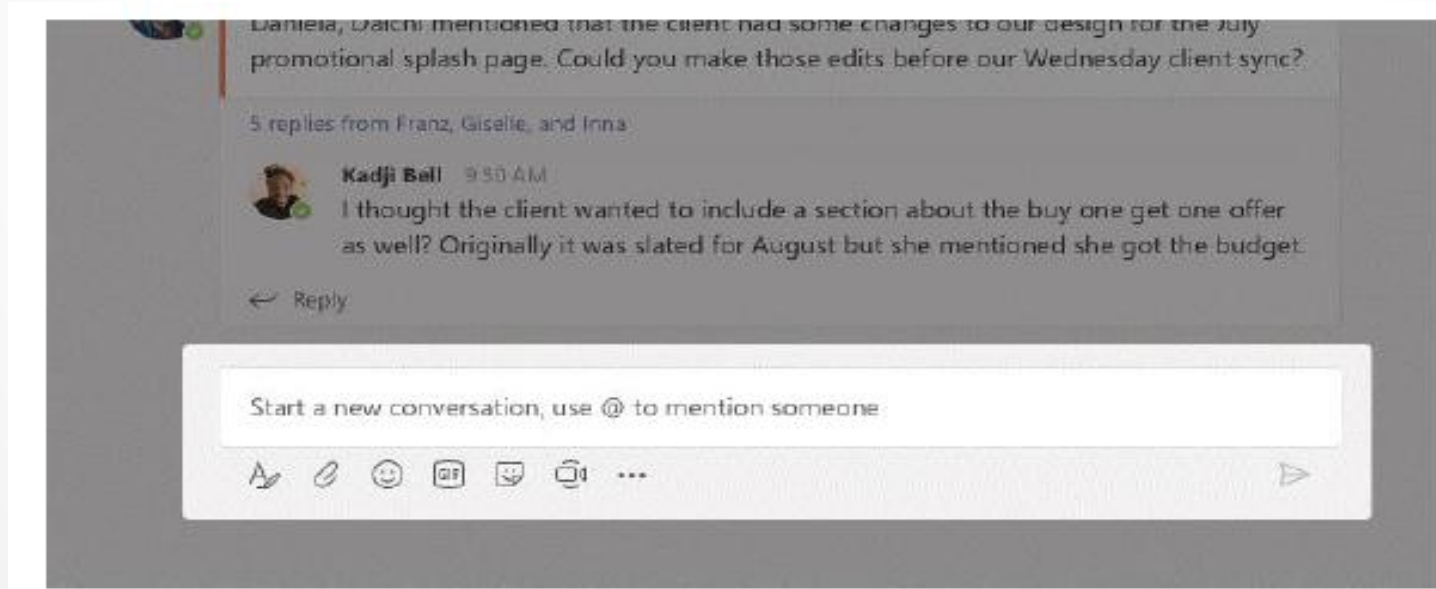 Daniela, Daichi mentioned that the client had some changes to our design for the July
promotional splash page. Could you make those edits before our Wednesday client sync?
5 replies from Franz, Giselle, and Inna
Kadji Bell 9:50 AM
I thought the client wanted to include a section about the buy one get one offer
as well? Originally it was slated for August but she mentioned she got the budget.
Reply
Start a new conversation, use @ to mention someone
GIF